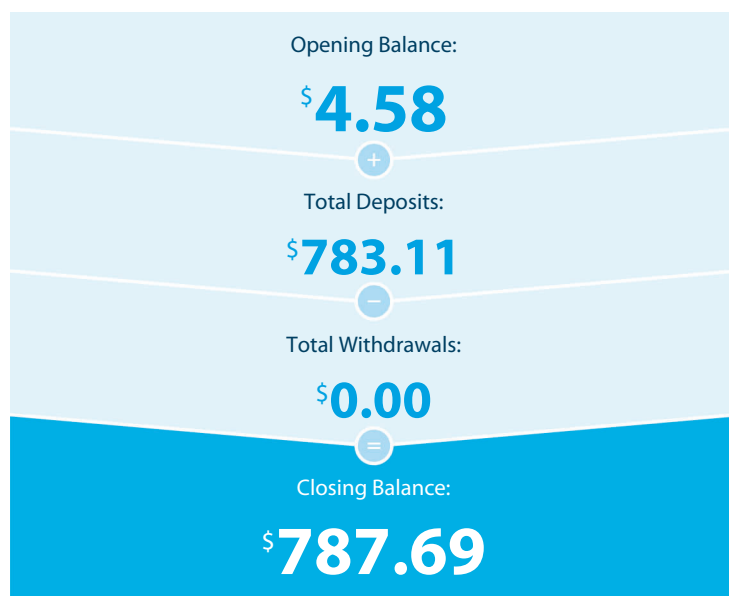 Opening Balance:
$4.58
+
Total Deposits:
$783.11
−
Total Withdrawals:
$0.00
=
Closing Balance:
$787.69